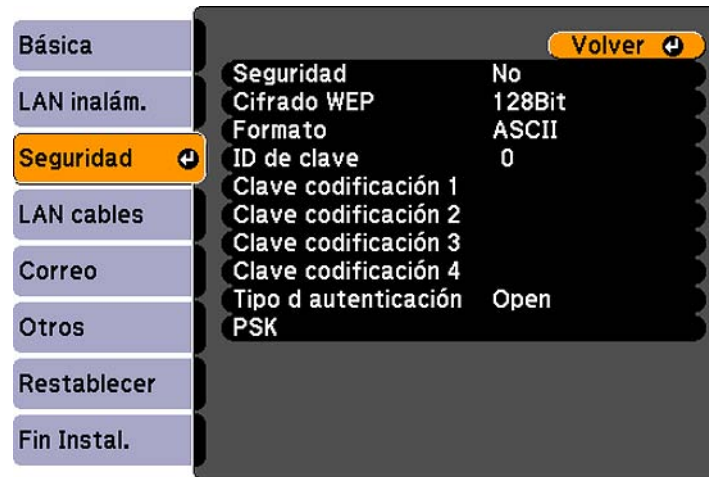 Básica
LAN inalám.
Seguridad
LAN cables
Correo
Otros
Restablecer
Fin Instal.
Volver
Seguridad No
Cifrado WEP 128Bit
Formato ASCII
ID de clave 0
Clave codificación 1
Clave codificación 2
Clave codificación 3
Clave codificación 4
Tipo d autenticación Open
PSK